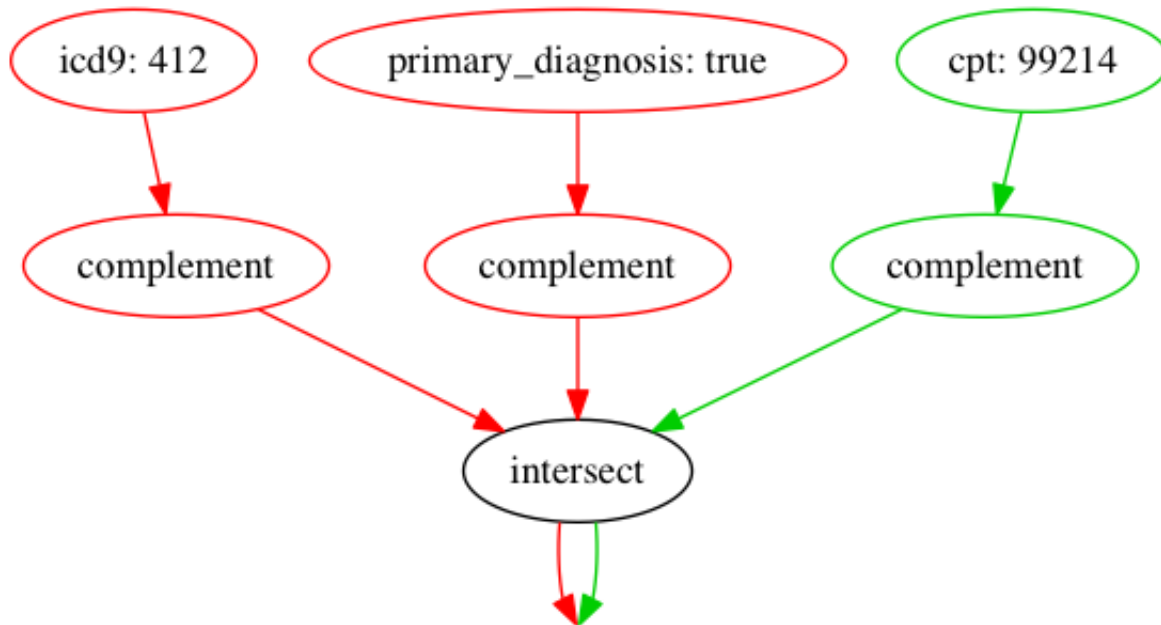 icd9: 412
primary_diagnosis: true
cpt: 99214
complement
complement
complement
intersect